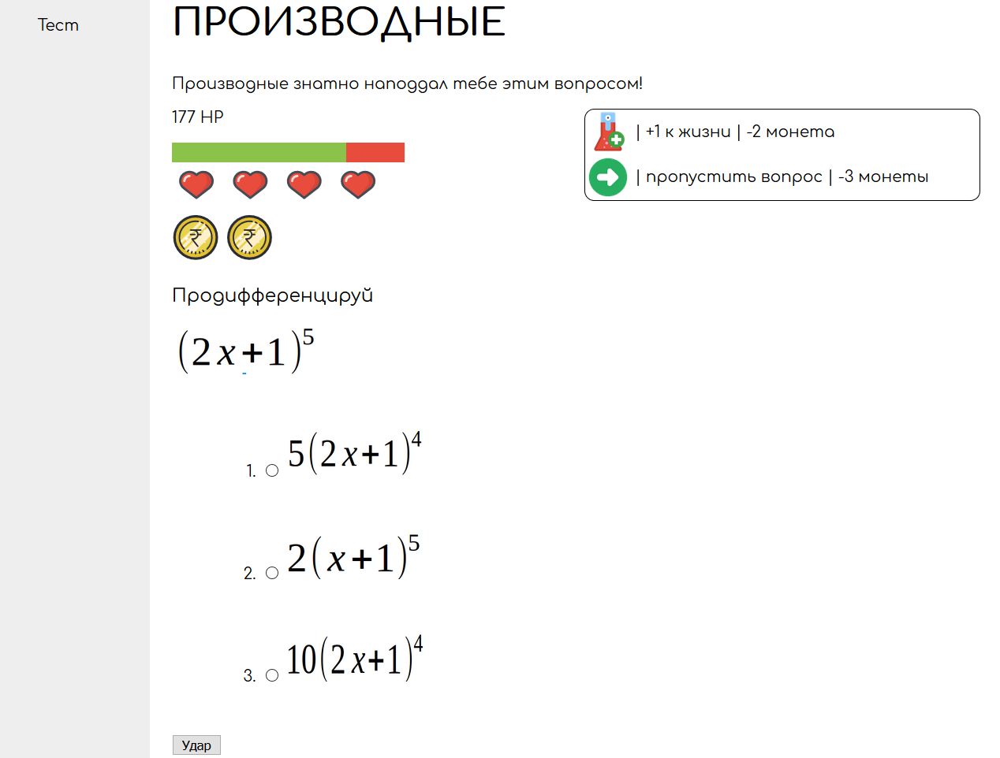 Тест
ПРОИЗВОДНЫЕ
Производные знатно наподдал тебе этим вопросом!
177 HP
| +1 к жизни | -2 монета
| пропустить вопрос | -3 монеты
₹ ₹
Продифференцируй
(2x+1)⁵
1. 5(2x+1)⁴
2. 2(x+1)⁵
3. 10(2x+1)⁴
Удар